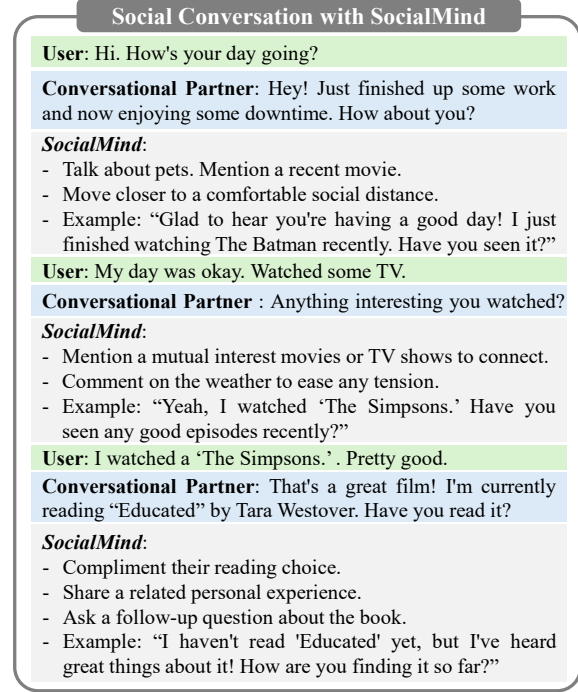 Social Conversation with SocialMind
User: Hi. How's your day going?
Conversational Partner: Hey! Just finished up some work
and now enjoying some downtime. How about you?
SocialMind:
- Talk about pets. Mention a recent movie.
- Move closer to a comfortable social distance.
- Example: “Glad to hear you're having a good day! I just
finished watching The Batman recently. Have you seen it?”
User: My day was okay. Watched some TV.
Conversational Partner : Anything interesting you watched?
SocialMind:
- Mention a mutual interest movies or TV shows to connect.
- Comment on the weather to ease any tension.
- Example: “Yeah, I watched ‘The Simpsons.’ Have you
seen any good episodes recently?”
User: I watched a ‘The Simpsons.’ . Pretty good.
Conversational Partner: That's a great film! I'm currently
reading “Educated” by Tara Westover. Have you read it?
SocialMind:
- Compliment their reading choice.
- Share a related personal experience.
- Ask a follow-up question about the book.
- Example: “I haven't read 'Educated' yet, but I've heard
great things about it! How are you finding it so far?”